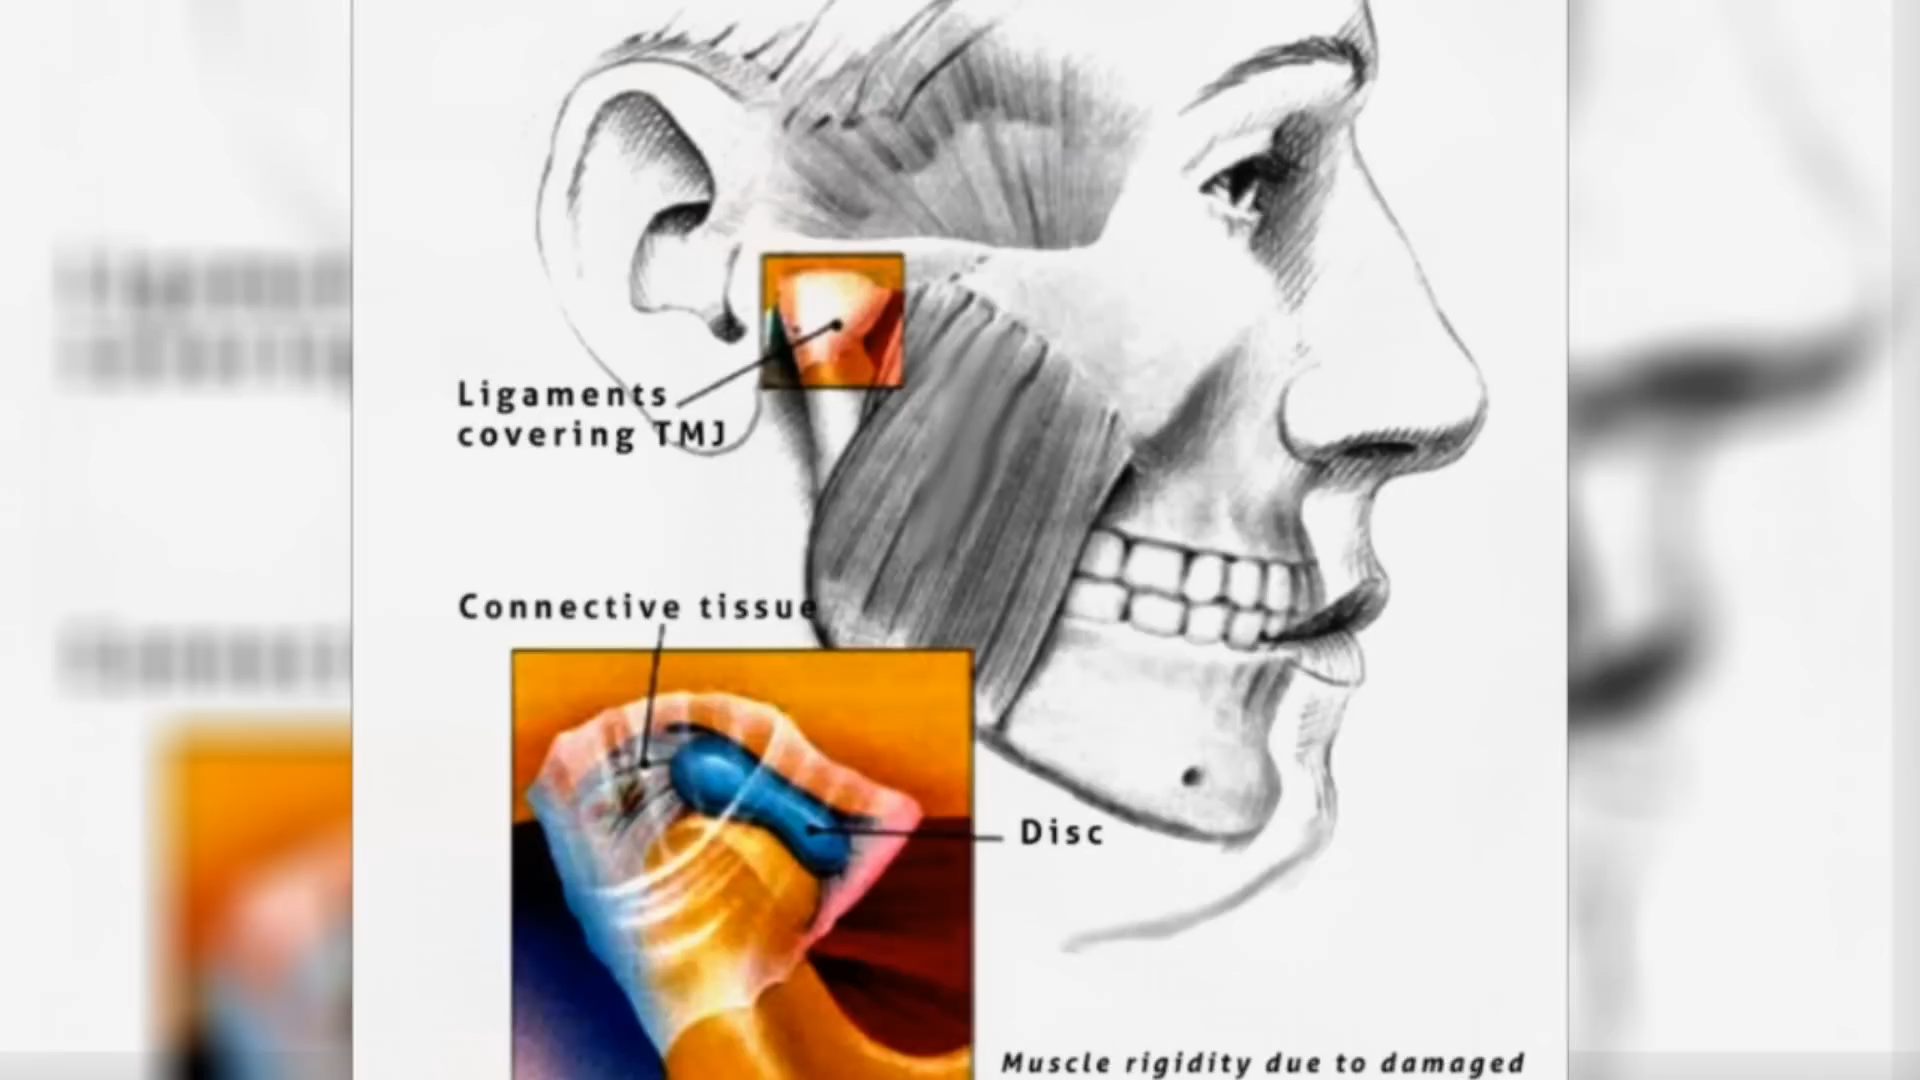 Ligaments
covering TMJ
Connective tissue
Disc
Muscle rigidity due to damaged